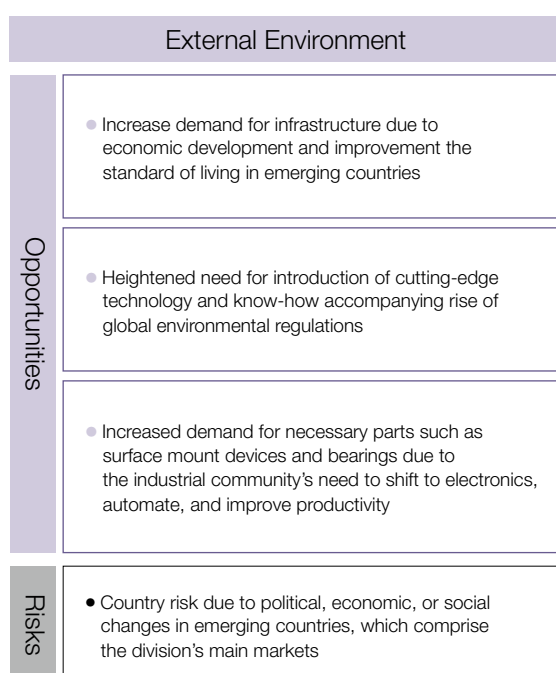 External Environment
Opportunities
● Increase demand for infrastructure due to
economic development and improvement the
standard of living in emerging countries
● Heightened need for introduction of cutting-edge
technology and know-how accompanying rise of
global environmental regulations
● Increased demand for necessary parts such as
surface mount devices and bearings due to
the industrial community’s need to shift to electronics,
automate, and improve productivity
Risks
● Country risk due to political, economic, or social
changes in emerging countries, which comprise
the division’s main markets